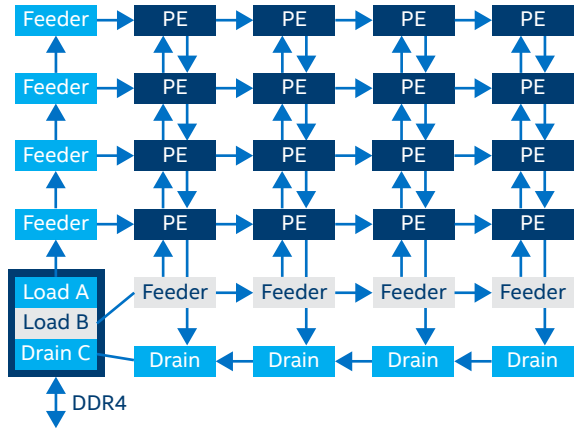 Feeder PE PE PE PE
Feeder PE PE PE PE
Feeder PE PE PE PE
Feeder PE PE PE PE
Load A
Load B
Drain C
Feeder Feeder Feeder Feeder
Drain Drain Drain Drain
DDR4